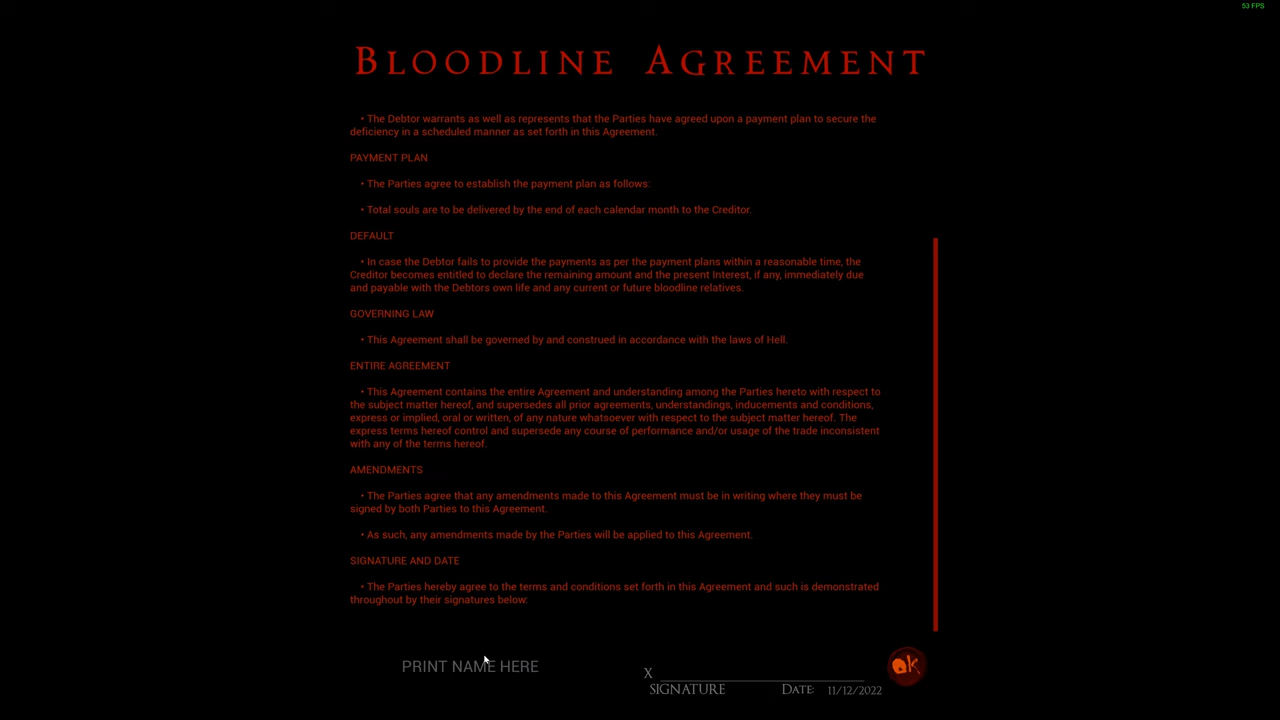 53 FPS
BLOODLINE AGREEMENT
• The Debtor warrants as well as represents that the Parties have agreed upon a payment plan to secure the
deficiency in a scheduled manner as set forth in this Agreement.
PAYMENT PLAN
• The Parties agree to establish the payment plan as follows:
• Total souls are to be delivered by the end of each calendar month to the Creditor.
DEFAULT
• In case the Debtor fails to provide the payments as per the payment plans within a reasonable time, the
Creditor becomes entitled to declare the remaining amount and the present Interest, if any, immediately due
and payable with the Debtors own life and any current or future bloodline relatives.
GOVERNING LAW
• This Agreement shall be governed by and construed in accordance with the laws of Hell.
ENTIRE AGREEMENT
• This Agreement contains the entire Agreement and understanding among the Parties hereto with respect to
the subject matter hereof, and supersedes all prior agreements, understandings, inducements and conditions,
express or implied, oral or written, of any nature whatsoever with respect to the subject matter hereof. The
express terms hereof control and supersede any course of performance and/or usage of the trade inconsistent
with any of the terms hereof.
AMENDMENTS
• The Parties agree that any amendments made to this Agreement must be in writing where they must be
signed by both Parties to this Agreement.
• As such, any amendments made by the Parties will be applied to this Agreement.
SIGNATURE AND DATE
• The Parties hereby agree to the terms and conditions set forth in this Agreement and such is demonstrated
throughout by their signatures below:
PRINT NAME HERE
X
SIGNATURE DATE: 11/12/2022
ok